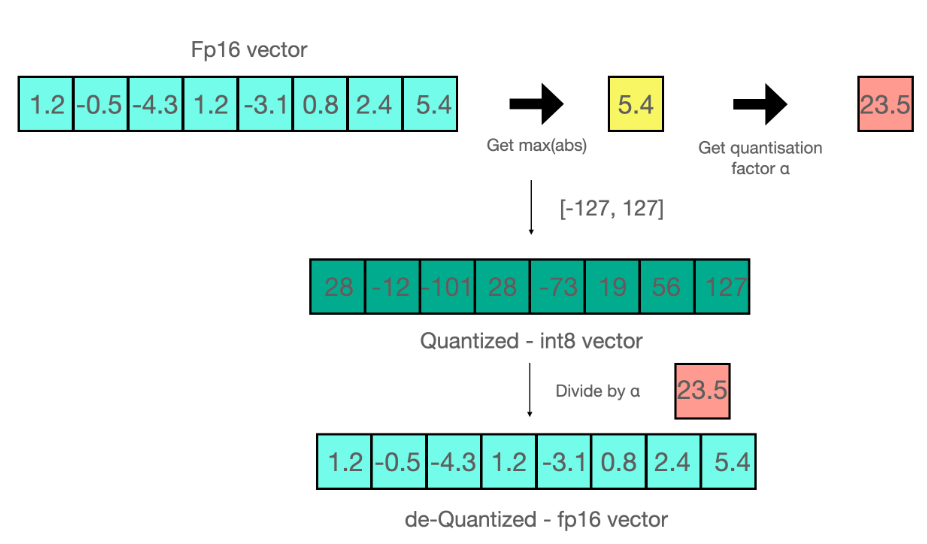 Fp16 vector
1.2 -0.5 -4.3 1.2 -3.1 0.8 2.4 5.4
5.4
23.5
Get max(abs)
Get quantisation
factor α
[-127, 127]
28 -12 -101 28 -73 19 56 127
Quantized - int8 vector
Divide by α
23.5
1.2 -0.5 -4.3 1.2 -3.1 0.8 2.4 5.4
de-Quantized - fp16 vector